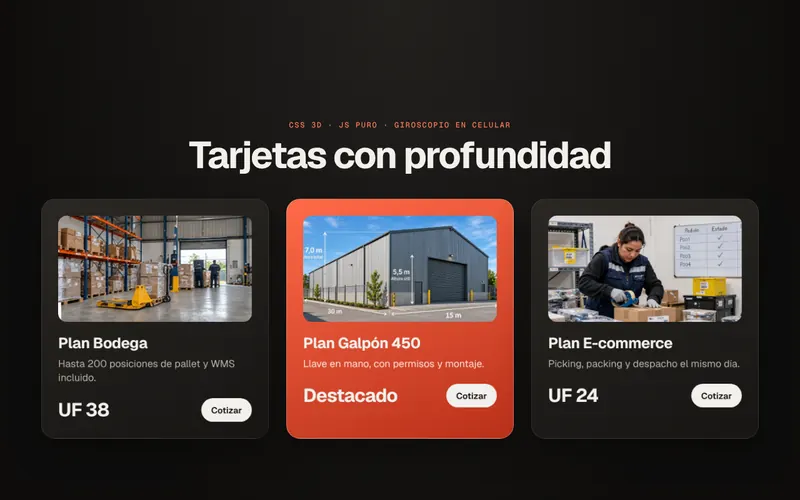 CSS 3D · JS PURO · GIROSCOPIO EN CELULAR
Tarjetas con profundidad
7,0 m
5,5 m
30 m
15 m
Estado
Plan Bodega
Hasta 200 posiciones de pallet y WMS
incluido.
UF 38
Cotizar
Plan Galpón 450
Llave en mano, con permisos y montaje.
Destacado
Cotizar
Plan E-commerce
Picking, packing y despacho el mismo día.
UF 24
Cotizar